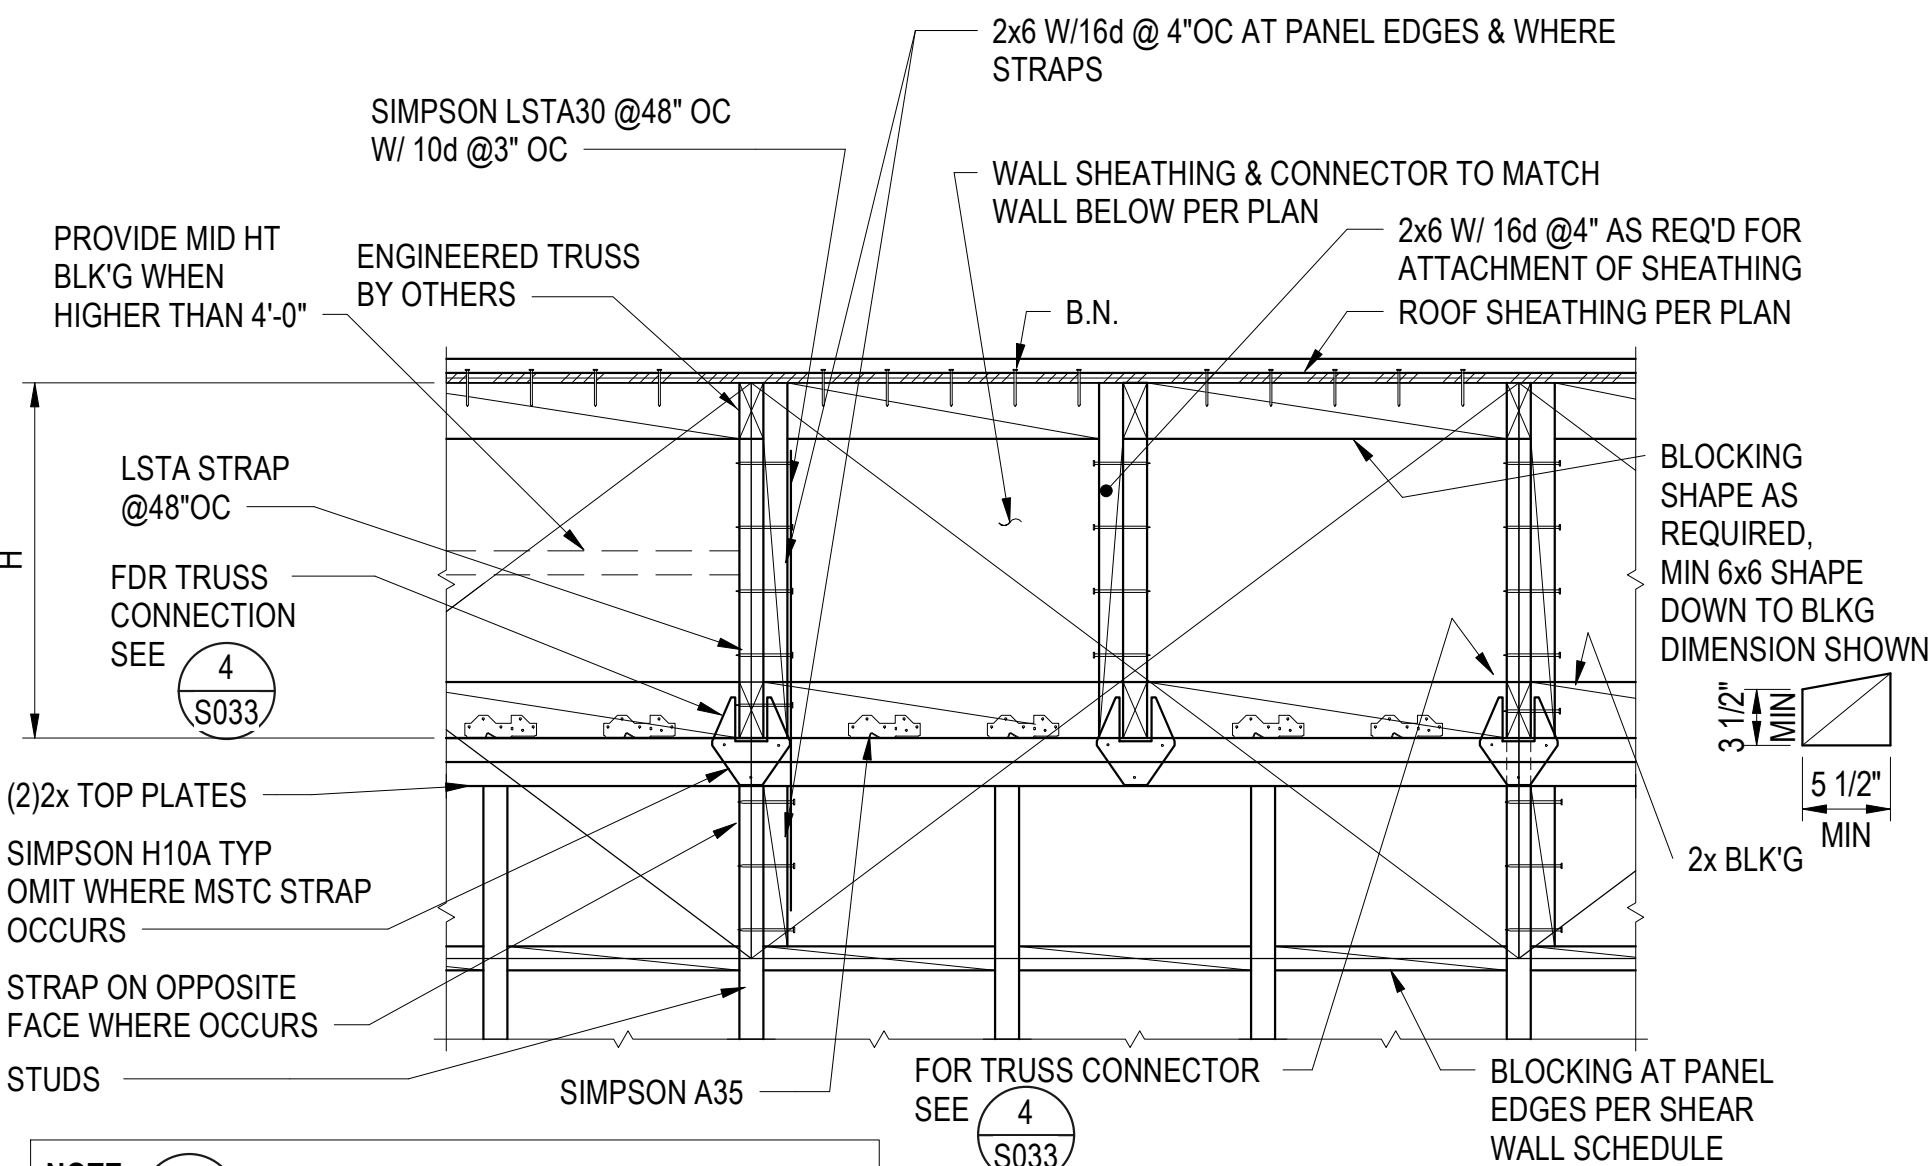 2x6 W/16d @ 4"OC AT PANEL EDGES & WHERE
STRAPS
SIMPSON LSTA30 @48" OC
W/ 10d @3" OC
WALL SHEATHING & CONNECTOR TO MATCH
WALL BELOW PER PLAN
2x6 W/ 16d @4" AS REQ'D FOR
ATTACHMENT OF SHEATHING
PROVIDE MID HT
BLK'G WHEN
HIGHER THAN 4'-0"
ENGINEERED TRUSS
BY OTHERS
B.N.
ROOF SHEATHING PER PLAN
LSTA STRAP
@48"OC
H
FDR TRUSS
CONNECTION
SEE
4
S033
BLOCKING
SHAPE AS
REQUIRED,
MIN 6x6 SHAPE
DOWN TO BLKG
DIMENSION SHOWN
3 1/2"
MIN
5 1/2"
MIN
(2)2x TOP PLATES
SIMPSON H10A TYP
OMIT WHERE MSTC STRAP
OCCURS
2x BLK'G
STRAP ON OPPOSITE
FACE WHERE OCCURS
STUDS
SIMPSON A35
FOR TRUSS CONNECTOR
SEE
4
S033
BLOCKING AT PANEL
EDGES PER SHEAR
WALL SCHEDULE
NOTE